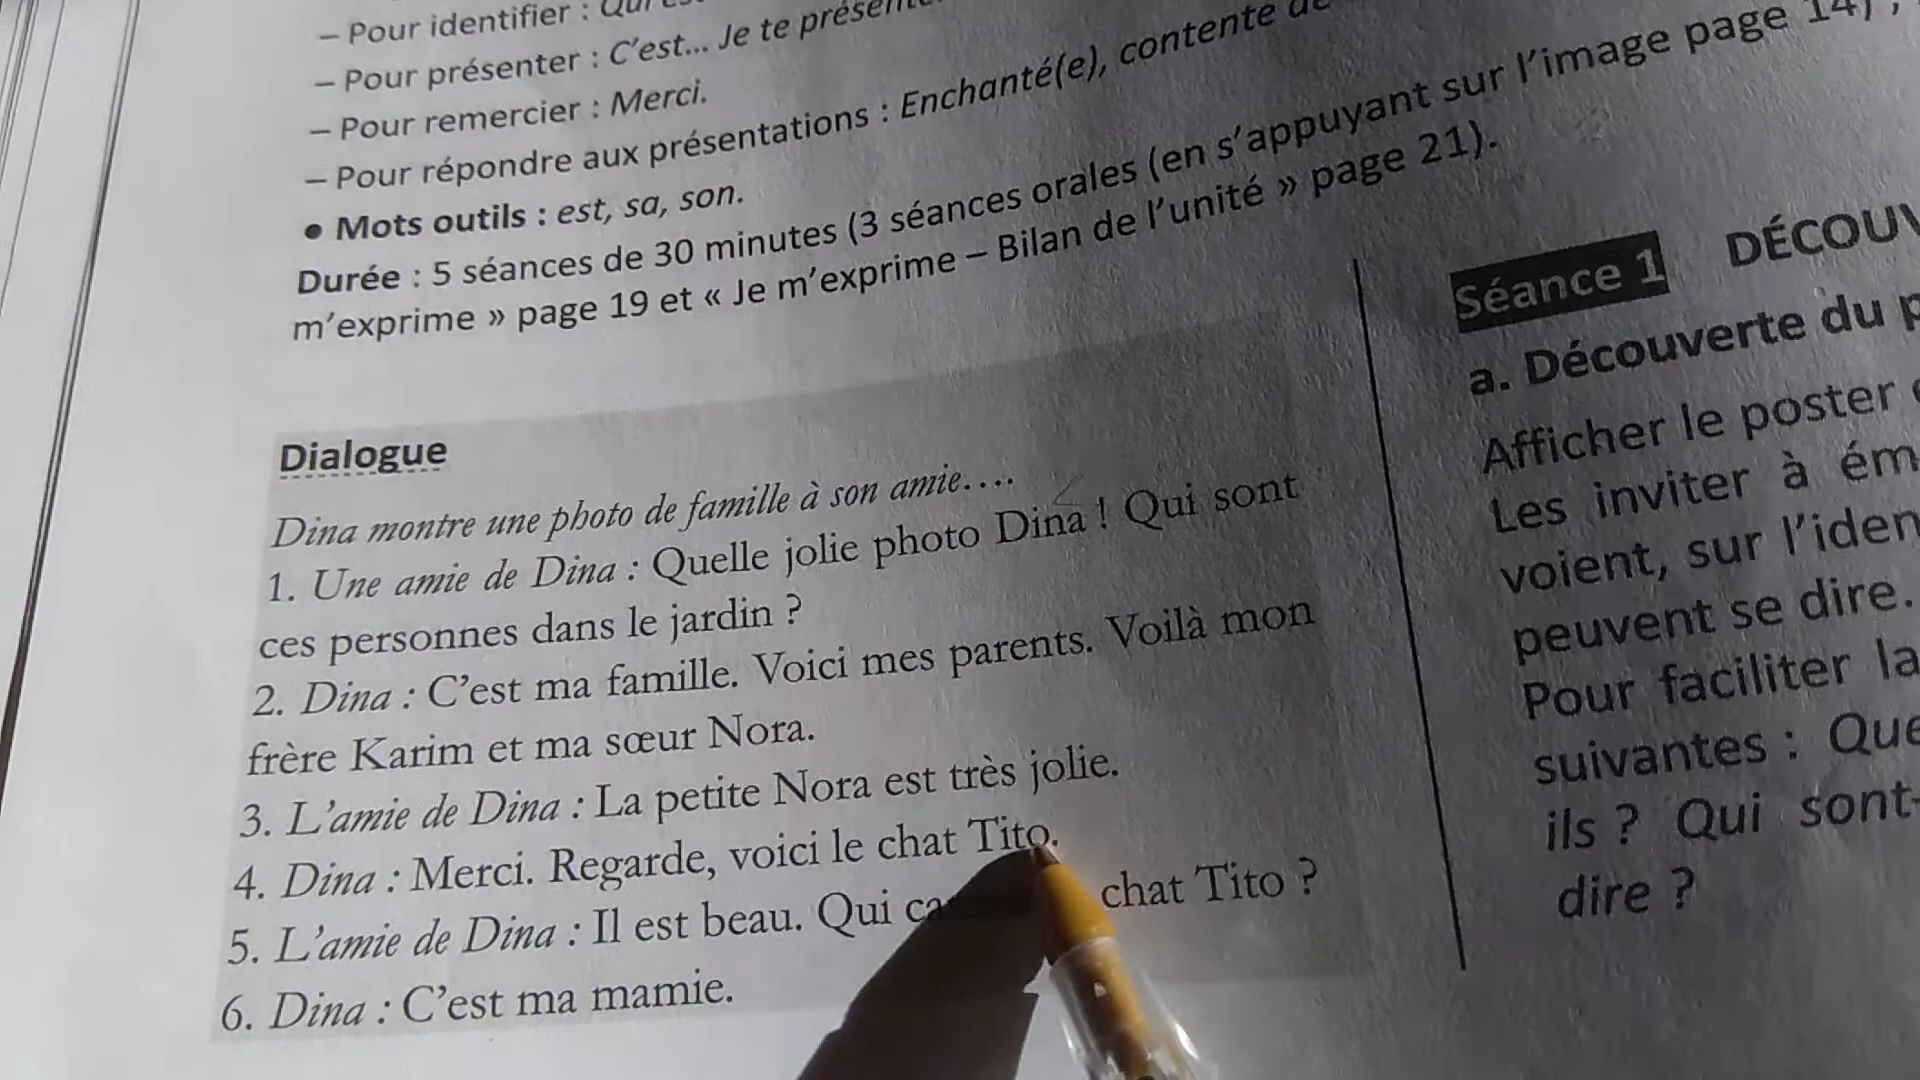 – Pour identifier : Qui
– Pour présenter : C'est... Je te
– Pour remercier : Merci.
– Pour répondre aux présentations : Enchanté(e), contente
• Mots outils : est, sa, son.
Durée : 5 séances de 30 minutes (3 séances orales (en s'appuyant sur l'image page 14) ;
m'exprime » page 19 et « Je m'exprime – Bilan de l'unité » page 21).
Dialogue
Dina montre une photo de famille à son amie....
1. Une amie de Dina : Quelle jolie photo Dina ! Qui sont
ces personnes dans le jardin ?
2. Dina : C'est ma famille. Voici mes parents. Voilà mon
frère Karim et ma sœur Nora.
3. L'amie de Dina : La petite Nora est très jolie.
4. Dina : Merci. Regarde, voici le chat Tito.
5. L'amie de Dina : Il est beau. Qui chat Tito ?
6. Dina : C'est ma mamie.
Séance 1
a. Découverte du
Afficher le poster
Les inviter à
voient, sur
peuvent se dire.
Pour faciliter la
suivantes :
ils ? Qui sont-
dire ?